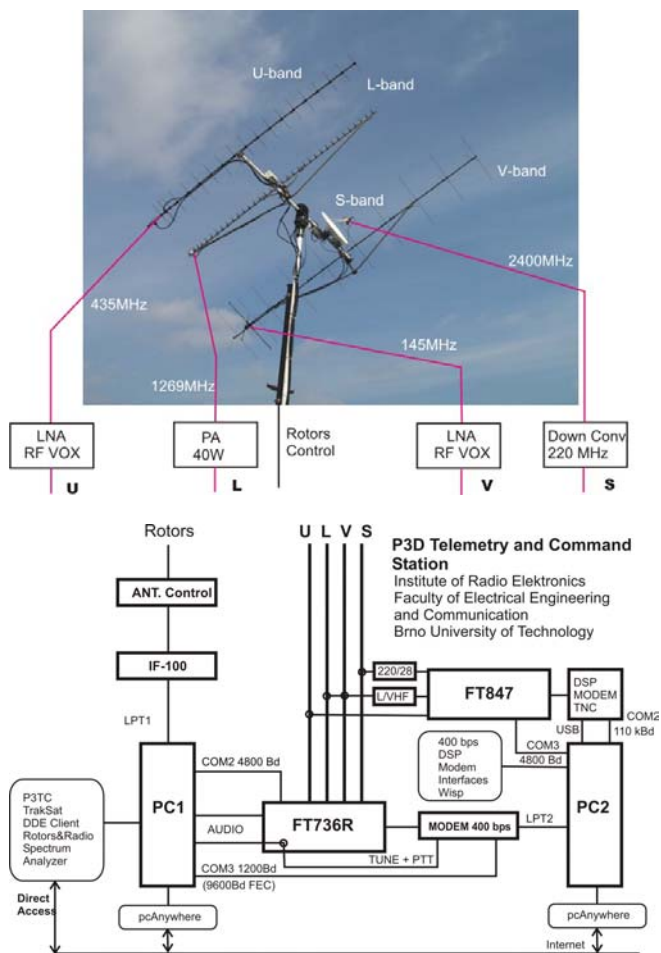 U-band
L-band
V-band
S-band
2400MHz
435MHz
145MHz
1269MHz
LNA
RF VOX
U
PA
40W
L
Rotors
Control
LNA
RF VOX
V
Down Conv
220 MHz
S
Rotors
ANT. Control
IF-100
LPT1
U L V S
P3D Telemetry and Command
Station
Institute of Radio Elektronics
Faculty of Electrical Engineering
and Communication
Brno University of Technology
220/28
L/VHF
FT847
DSP
MODEM
TNC
USB
COM2
110 kBd
COM3
4800 Bd
400 bps
DSP
Modem
Interfaces
Wisp
PC2
P3TC
TrakSat
DDE Client
Rotors&Radio
Spectrum
Analyzer
PC1
COM2 4800 Bd
AUDIO
FT736R
MODEM 400 bps
LPT2
TUNE + PTT
COM3 1200Bd
(9600Bd FEC)
Direct
Access
pcAnywhere
pcAnywhere
Internet